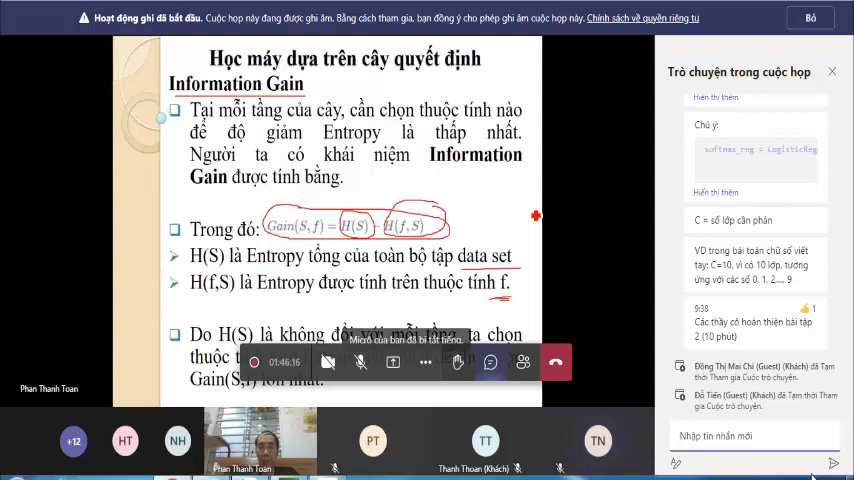 Hoạt động ghi đã bắt đầu. Cuộc họp này đang được ghi âm. Bằng cách tham gia, bạn đồng ý cho phép ghi âm cuộc họp này. Chính sách về quyền riêng tư
Bỏ
Học máy dựa trên cây quyết định
Information Gain
Tại mỗi tầng của cây, cần chọn thuộc tính nào
để độ giảm Entropy là thấp nhất.
Người ta có khái niệm Information
Gain được tính bằng.
Trong đó: Gain(S, f) = H(S) − H(f, S)
H(S) là Entropy tổng của toàn bộ tập data set
H(f,S) là Entropy được tính trên thuộc tính f.
Do H(S) là không đổi với mỗi tầng, ta chọn
thuộc
Gain(S,f) lớn nhất.
Micrô của bạn đã bị tắt tiếng.
01:46:16
Phan Thanh Toan
+12
HT
NH
Phan Thanh Toan
PT
TT
Thanh Thoan (Khách)
TN
Trò chuyện trong cuộc họp
Hiển thị thêm
Chú ý:
softmax_reg = LogisticReg
Hiển thị thêm
C = số lớp cần phân
VD trong bài toán chữ số viết
tay: C=10, vì có 10 lớp, tương
ứng với các số 0, 1, 2,..., 9
9:38
1
Các thầy cô hoàn thiện bài tập
2 (10 phút)
Đồng Thị Mai Chi (Guest) (Khách) đã Tạm
thời Tham gia Cuộc trò chuyện.
Đỗ Tiến (Guest) (Khách) đã Tạm thời Tham
gia Cuộc trò chuyện.
Nhập tin nhắn mới